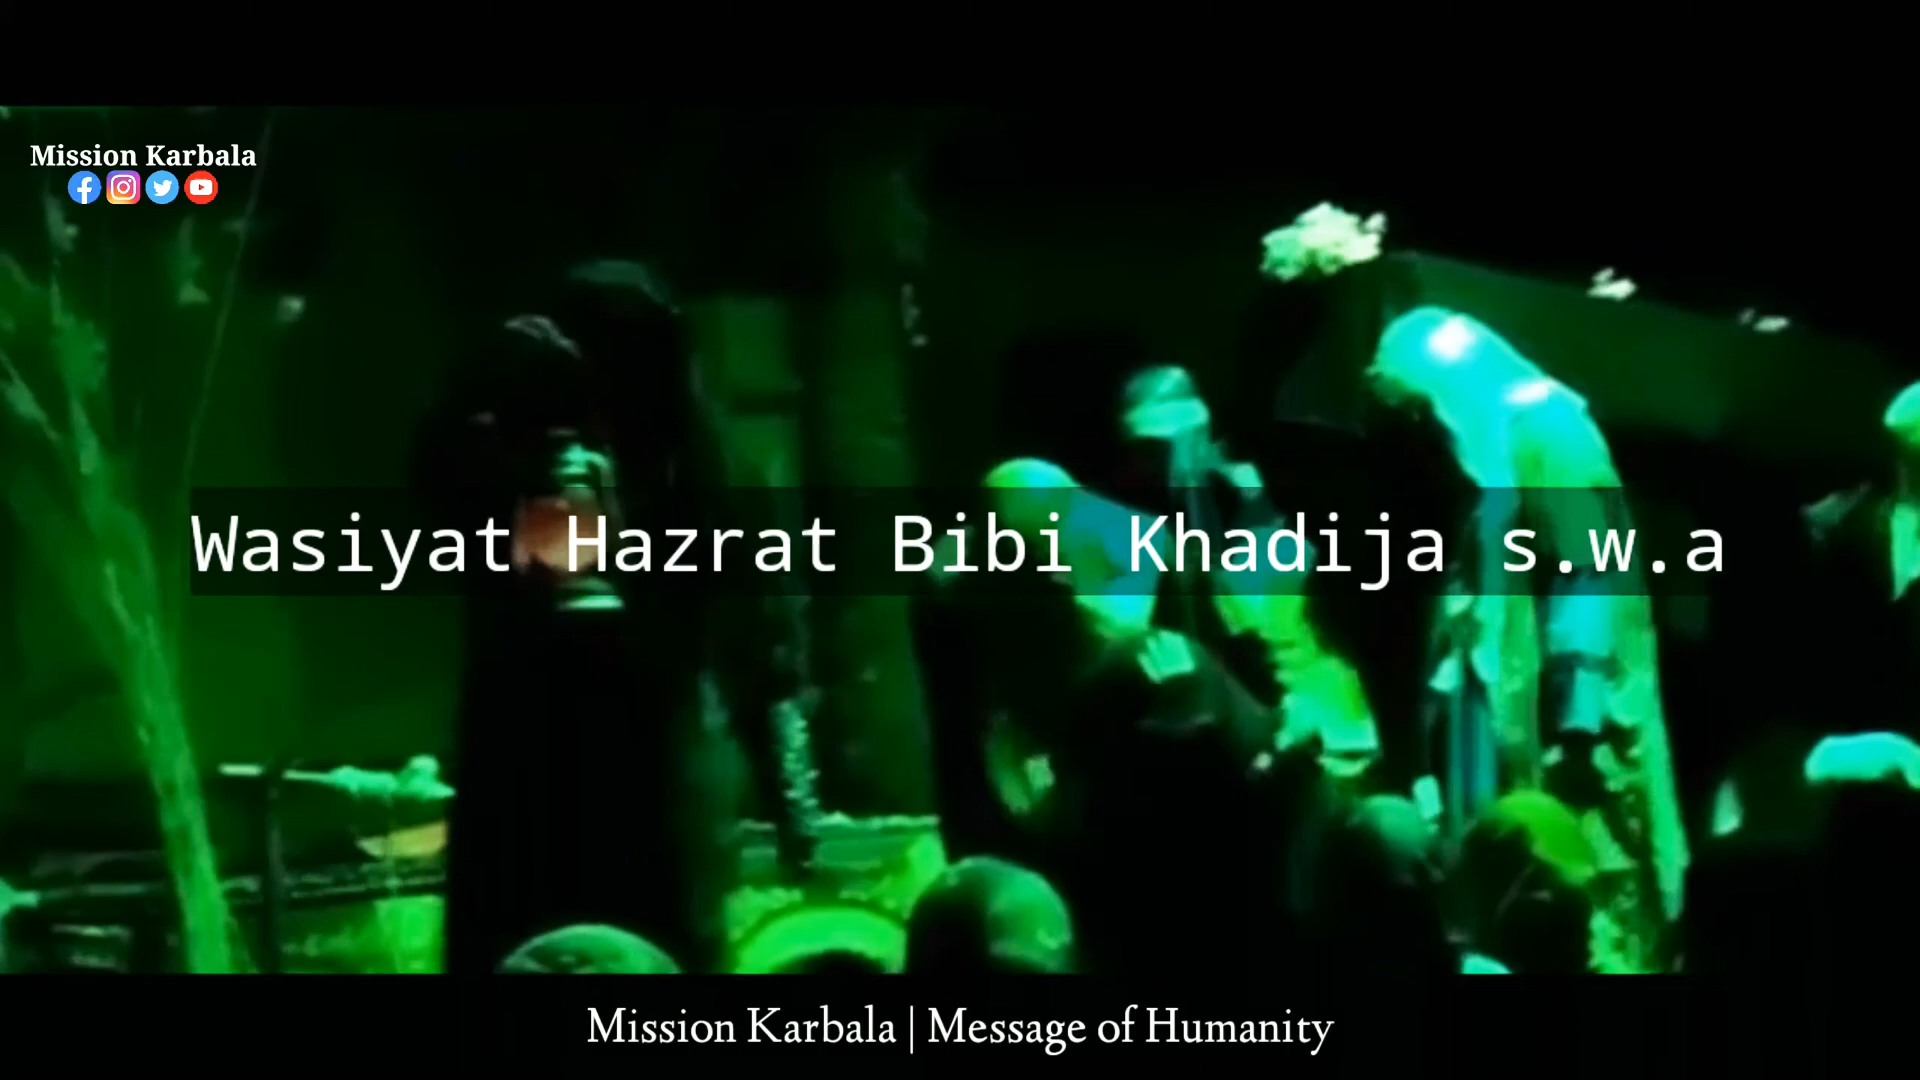 Mission Karbala
Wasiyat Hazrat Bibi Khadija s.w.a
Mission Karbala | Message of Humanity